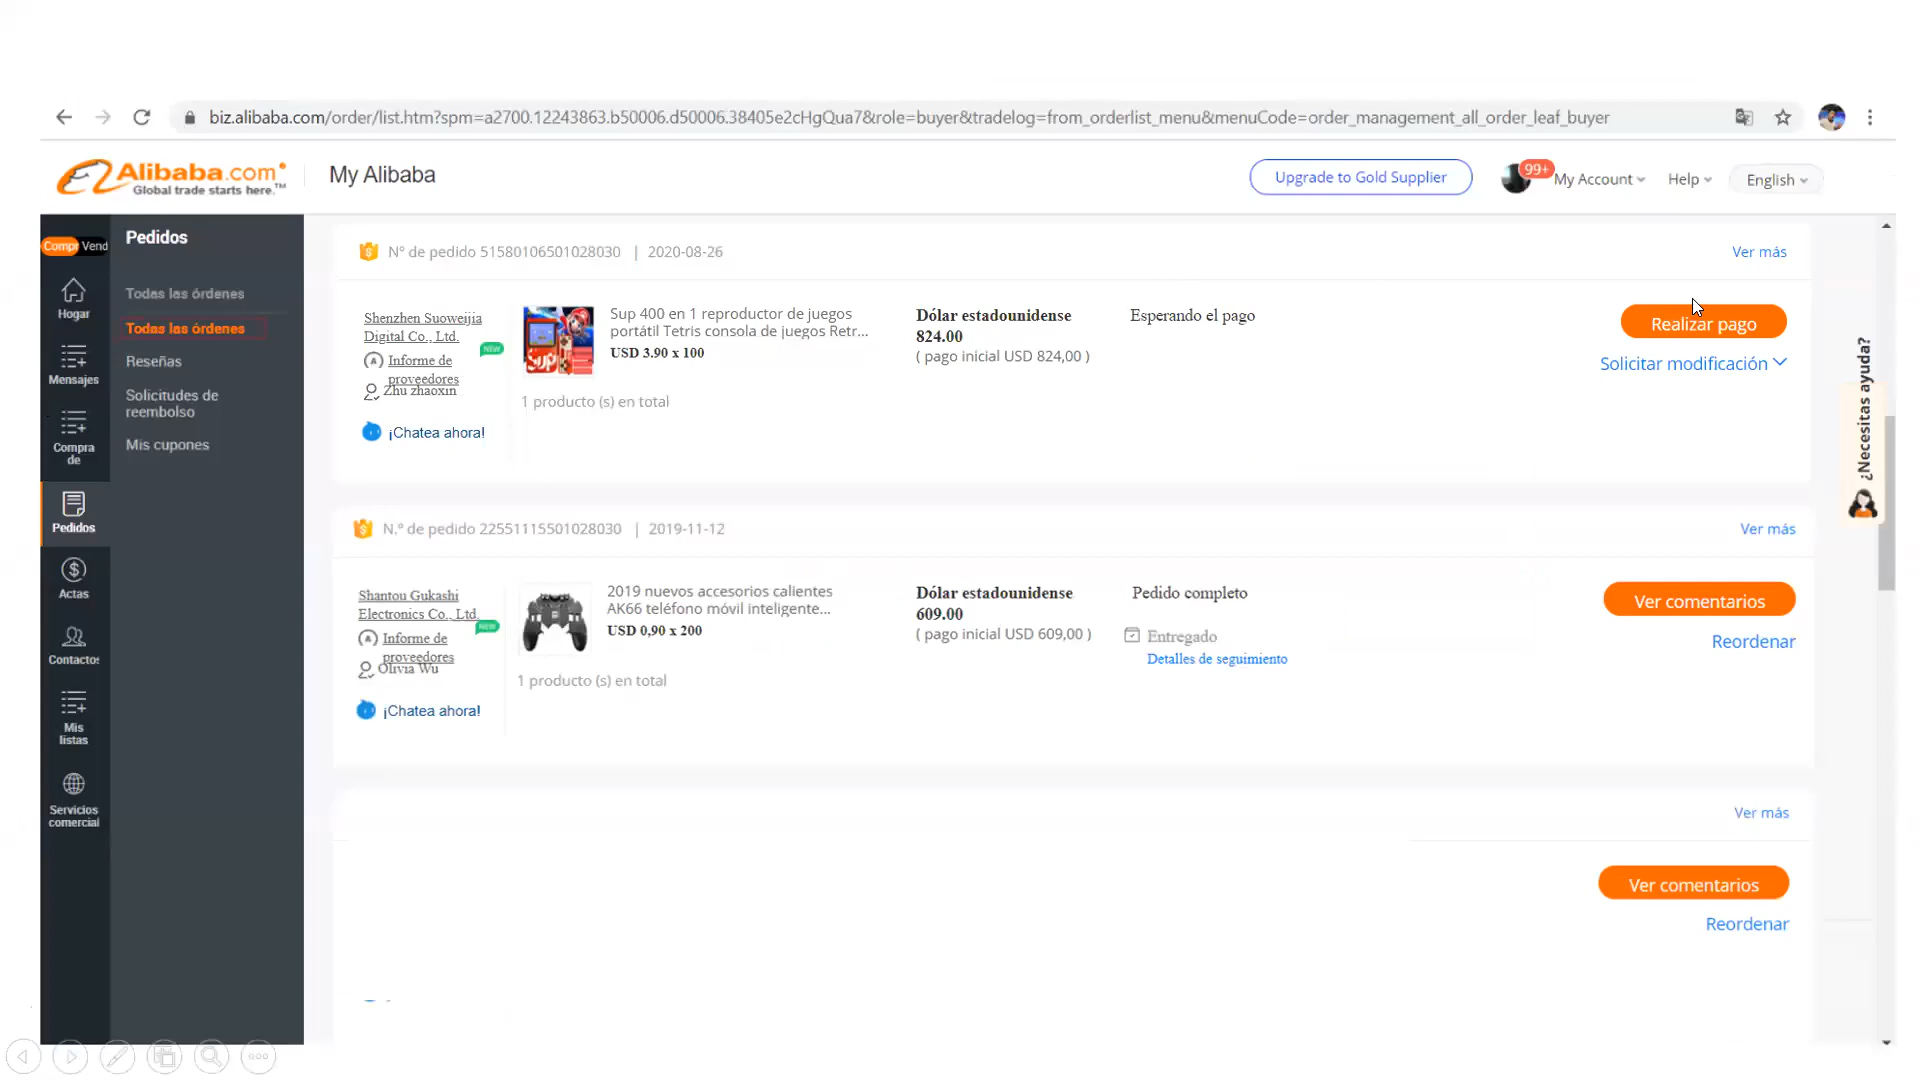 biz.alibaba.com/order/list.htm?spm=a2700.12243863.b50006.d50006.38405e2cHgQua7&role=buyer&tradelog=from_orderlist_menu&menuCode=order_management_all_order_leaf_buyer
Alibaba.com
Global trade starts here.™
My Alibaba
Upgrade to Gold Supplier
99+
My Account
Help
English
Compr Vend
Hogar
Mensajes
Compra
de
Pedidos
Actas
Contactos
Mis
listas
Servicios
comercial
Pedidos
Todas las órdenes
Todas las órdenes
Reseñas
Solicitudes de
reembolso
Mis cupones
Nº de pedido 51580106501028030 | 2020-08-26
Ver más
Shenzhen Suoweijia
Digital Co., Ltd.
NEW
Informe de
proveedores
Zhu zhaoxin
¡Chatea ahora!
Sup 400 en 1 reproductor de juegos
portátil Tetris consola de juegos Retr...
USD 3.90 x 100
1 producto (s) en total
Dólar estadounidense
824.00
( pago inicial USD 824,00 )
Esperando el pago
Realizar pago
Solicitar modificación
N.º de pedido 22551115501028030 | 2019-11-12
Ver más
Shantou Gukashi
Electronics Co., Ltd.
NEW
Informe de
proveedores
Olivia Wu
¡Chatea ahora!
2019 nuevos accesorios calientes
AK66 teléfono móvil inteligente...
USD 0,90 x 200
1 producto (s) en total
Dólar estadounidense
609.00
( pago inicial USD 609,00 )
Pedido completo
Entregado
Detalles de seguimiento
Ver comentarios
Reordenar
Ver más
Ver comentarios
Reordenar
¿Necesitas ayuda?
SUP